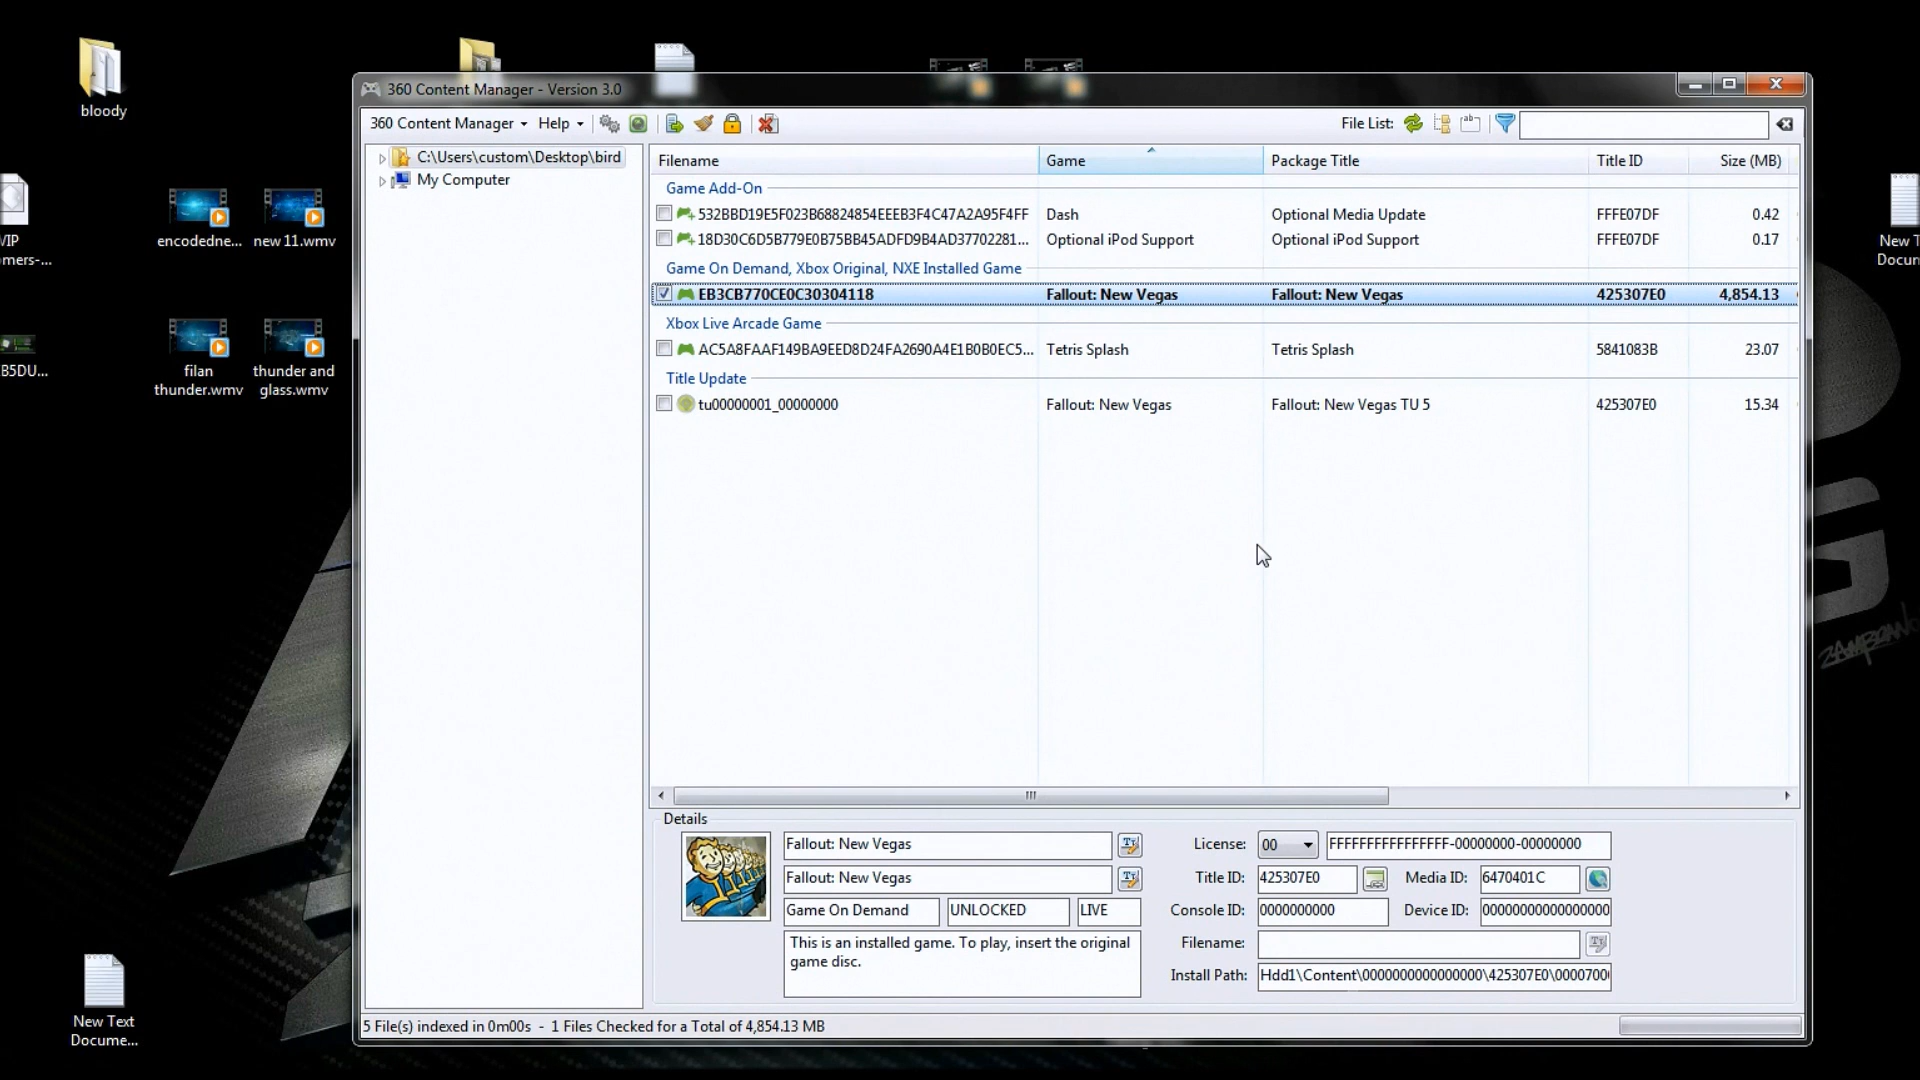 bloody
VIP
mers-...
encodedne...
new 11.wmv
B5DU...
filan
thunder.wmv
thunder and
glass.wmv
New Text
Docume...
New T
Docum
ZAMBRANO
360 Content Manager - Version 3.0
360 Content Manager
Help
File List:
C:\Users\custom\Desktop\bird
My Computer
Filename Game Package Title Title ID Size (MB)
Game Add-On
532BBD19E5F023B68824854EEEB3F4C47A2A95F4FF Dash Optional Media Update FFFE07DF 0.42
18D30C6D5B779E0B75BB45ADFD9B4AD37702281... Optional iPod Support Optional iPod Support FFFE07DF 0.17
Game On Demand, Xbox Original, NXE Installed Game
EB3CB770CE0C30304118 Fallout: New Vegas Fallout: New Vegas 425307E0 4,854.13
Xbox Live Arcade Game
AC5A8FAAF149BA9EED8D24FA2690A4E1B0B0EC5... Tetris Splash Tetris Splash 5841083B 23.07
Title Update
tu00000001_00000000 Fallout: New Vegas Fallout: New Vegas TU 5 425307E0 15.34
Details
Fallout: New Vegas
Fallout: New Vegas
Game On Demand UNLOCKED LIVE
This is an installed game. To play, insert the original
game disc.
License: 00 FFFFFFFFFFFFFFFF-00000000-00000000
Title ID: 425307E0 Media ID: 6470401C
Console ID: 0000000000 Device ID: 0000000000000000
Filename:
Install Path: Hdd1\Content\0000000000000000\425307E0\0000700
5 File(s) indexed in 0m00s - 1 Files Checked for a Total of 4,854.13 MB